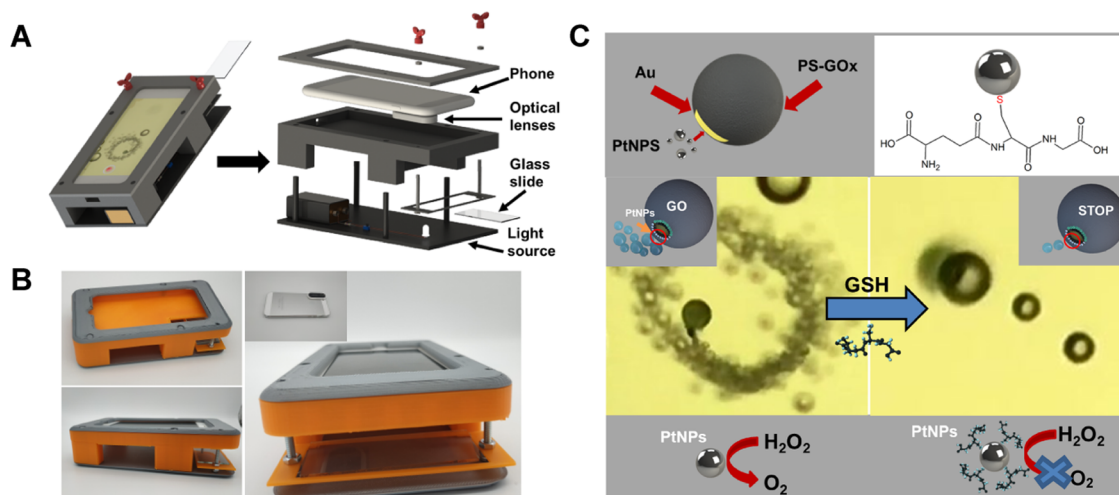 A
Phone
Optical
lenses
Glass
slide
Light
source
B
C
Au
PS-GOx
PtNPS
S
HO
O
NH2
O
NH
O
NH
O
OH
PtNPs
GO
STOP
GSH
PtNPs
H2O2
O2
PtNPs
H2O2
O2